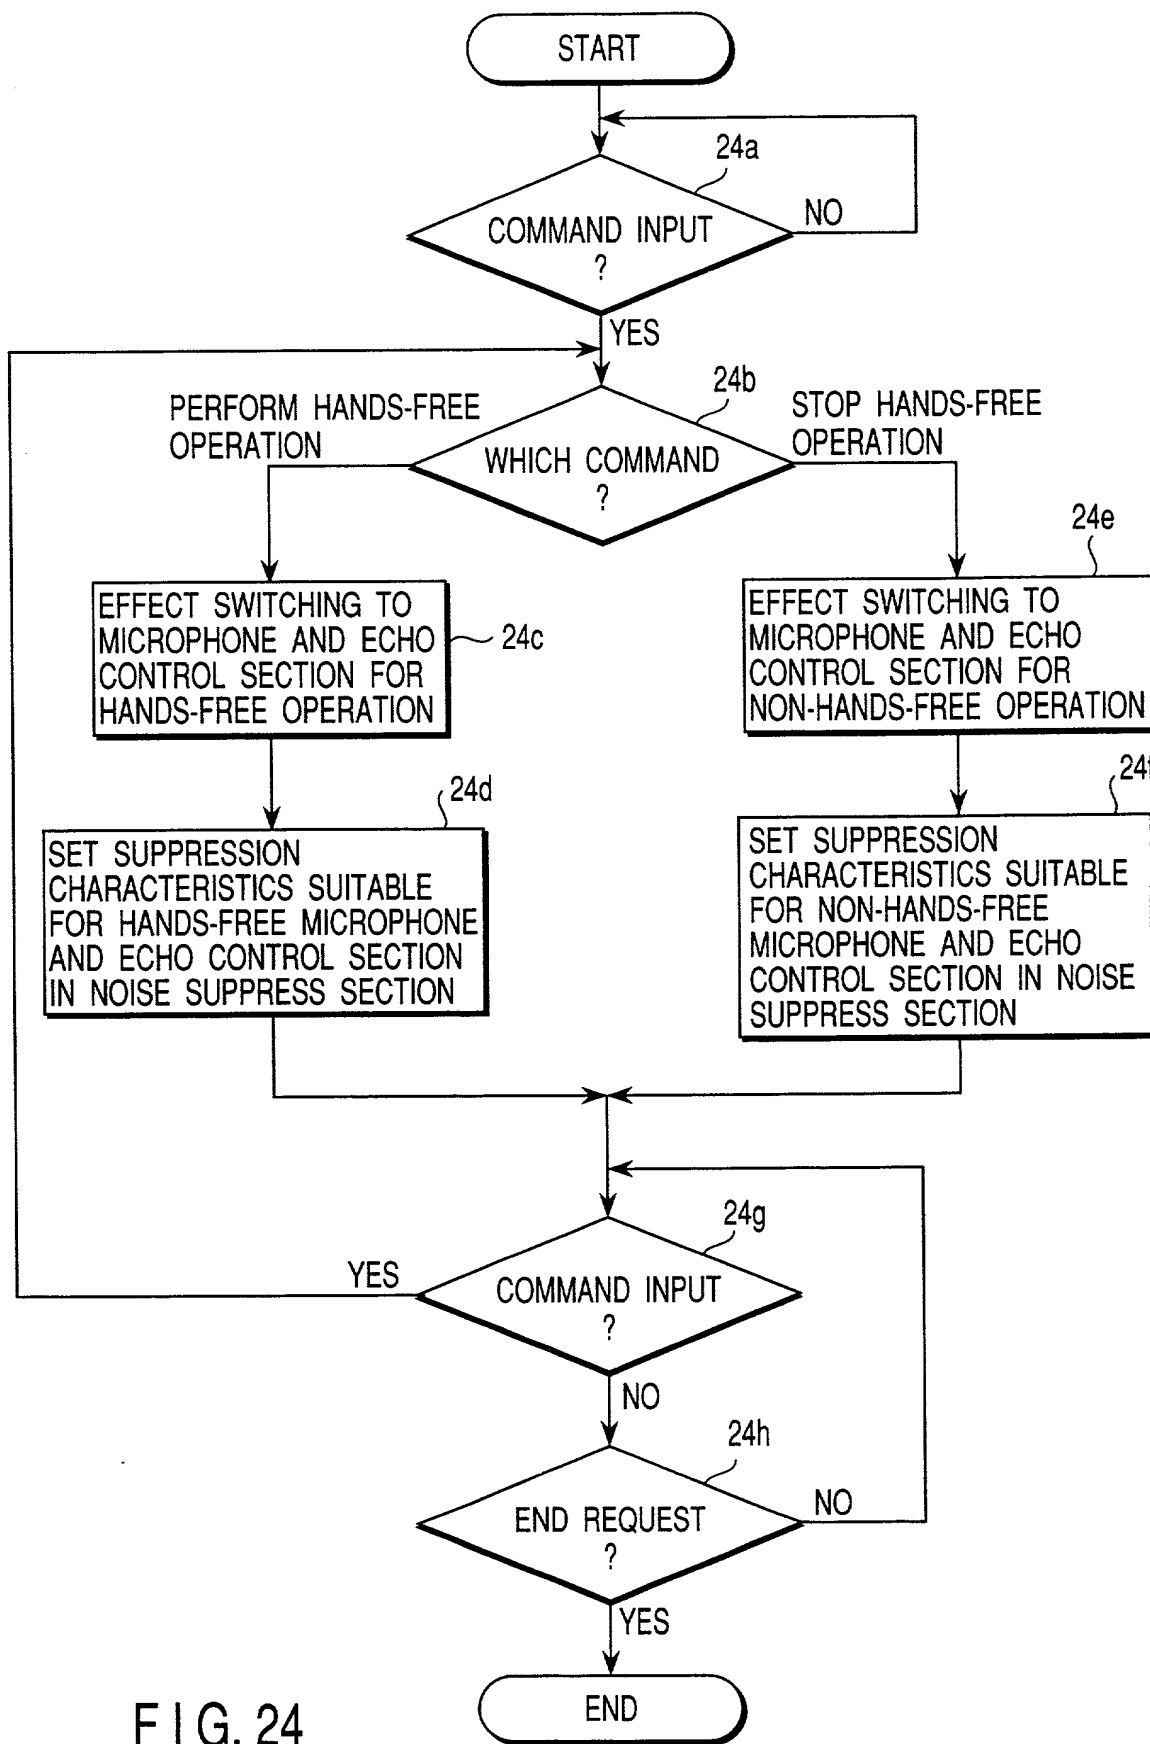 START
24a
COMMAND INPUT
?
NO
YES
24b
PERFORM HANDS-FREE
OPERATION
WHICH COMMAND
?
STOP HANDS-FREE
OPERATION
EFFECT SWITCHING TO
MICROPHONE AND ECHO
CONTROL SECTION FOR
HANDS-FREE OPERATION
24c
24e
EFFECT SWITCHING TO
MICROPHONE AND ECHO
CONTROL SECTION FOR
NON-HANDS-FREE OPERATION
24d
SET SUPPRESSION
CHARACTERISTICS SUITABLE
FOR HANDS-FREE MICROPHONE
AND ECHO CONTROL SECTION
IN NOISE SUPPRESS SECTION
24f
SET SUPPRESSION
CHARACTERISTICS SUITABLE
FOR NON-HANDS-FREE
MICROPHONE AND ECHO
CONTROL SECTION IN NOISE
SUPPRESS SECTION
24g
YES
COMMAND INPUT
?
NO
24h
END REQUEST
?
NO
YES
END
FIG. 24